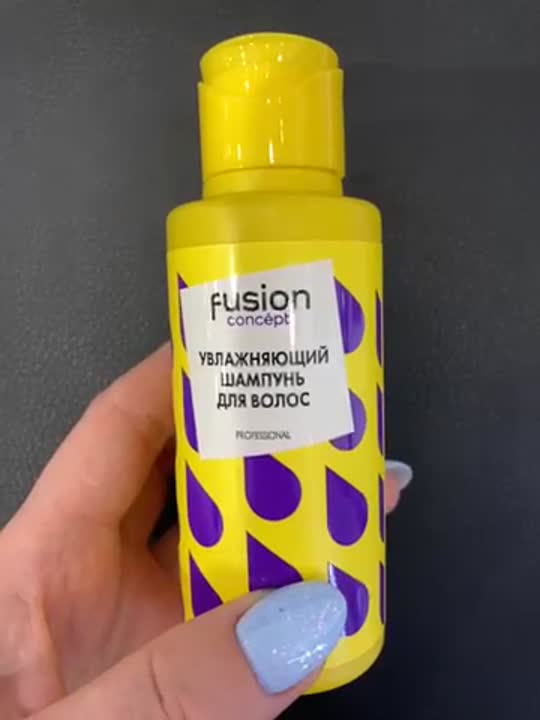 fusion
concept
УВЛАЖНЯЮЩИЙ
ШАМПУНЬ
ДЛЯ ВОЛОС
PROFESSIONAL